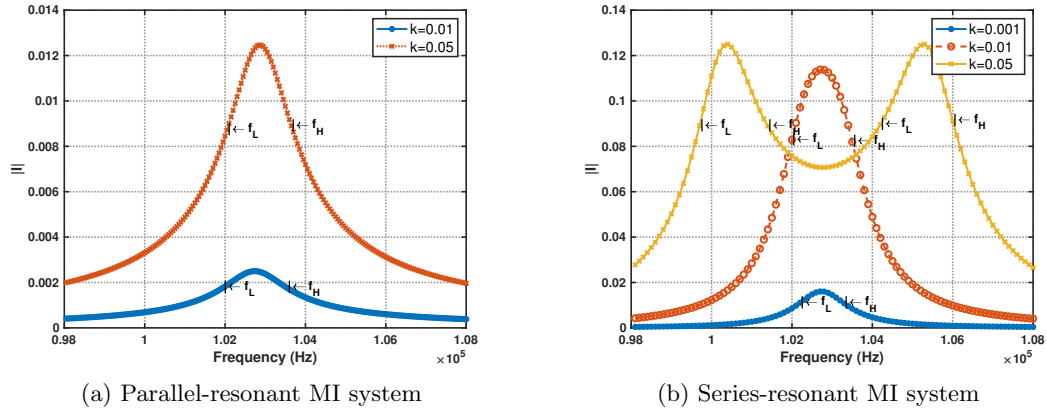 0.014
0.012
0.01
0.008
0.006
0.004
0.002
0
|I|
k=0.01
k=0.05
← f_L
← f_H
← f_L
← f_H
0.98 1 1.02 1.04 1.06 1.08
Frequency (Hz)
×10^5
(a) Parallel-resonant MI system
0.14
0.12
0.1
0.08
0.06
0.04
0.02
0
|I|
k=0.001
k=0.01
k=0.05
← f_L
← f_H
← f_L
← f_H
← f_L
← f_H
← f_L
← f_H
0.98 1 1.02 1.04 1.06 1.08
Frequency (Hz)
×10^5
(b) Series-resonant MI system